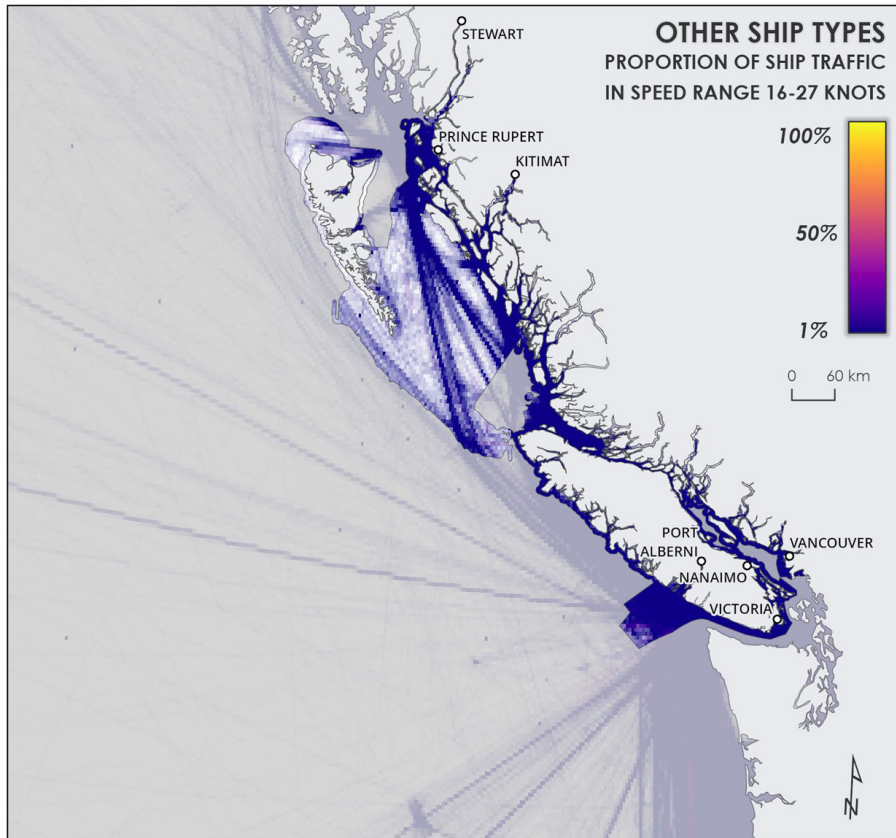 OTHER SHIP TYPES
PROPORTION OF SHIP TRAFFIC
IN SPEED RANGE 16-27 KNOTS
100%
50%
1%
0 60 km
STEWART
PRINCE RUPERT
KITIMAT
PORT
ALBERNI
VANCOUVER
NANAIMO
VICTORIA
N